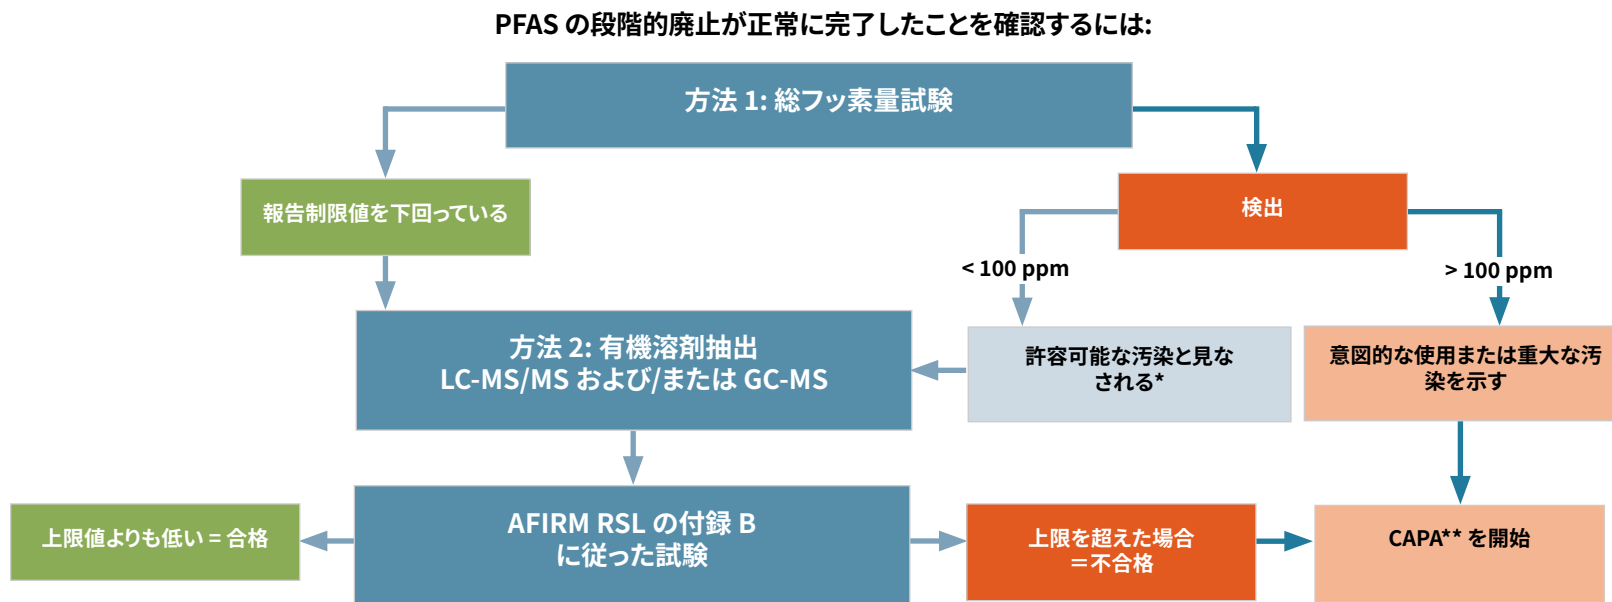 PFAS の段階的廃止が正常に完了したことを確認するには:
方法 1: 総フッ素量試験
報告制限値を下回っている
検出
< 100 ppm
> 100 ppm
方法 2: 有機溶剤抽出
LC-MS/MS および/または GC-MS
許容可能な汚染と見な
される*
意図的な使用または重大な汚
染を示す
上限値よりも低い = 合格
AFIRM RSL の付録 B
に従った試験
上限を超えた場合
＝不合格
CAPA** を開始